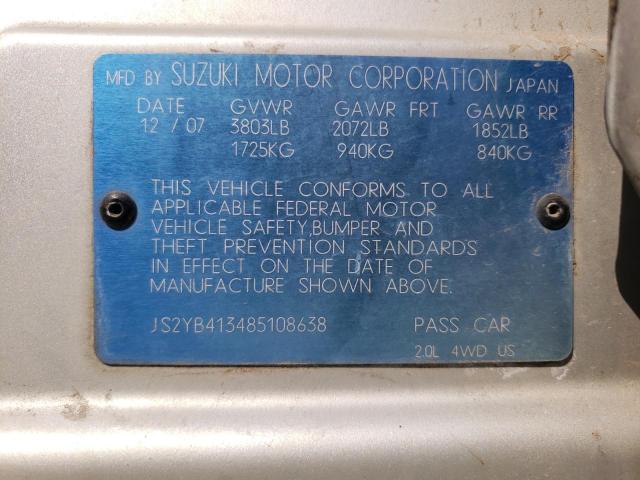 MFD BY SUZUKI MOTOR CORPORATION JAPAN
DATE GVWR GAWR FRT GAWR RR
12 / 07 3803LB 2072LB 1852LB
1725KG 940KG 840KG
THIS VEHICLE CONFORMS TO ALL
APPLICABLE FEDERAL MOTOR
VEHICLE SAFETY,BUMPER AND
THEFT PREVENTION STANDARDS
IN EFFECT ON THE DATE OF
MANUFACTURE SHOWN ABOVE.
JS2YB413485108638 PASS CAR
2.0L 4WD US